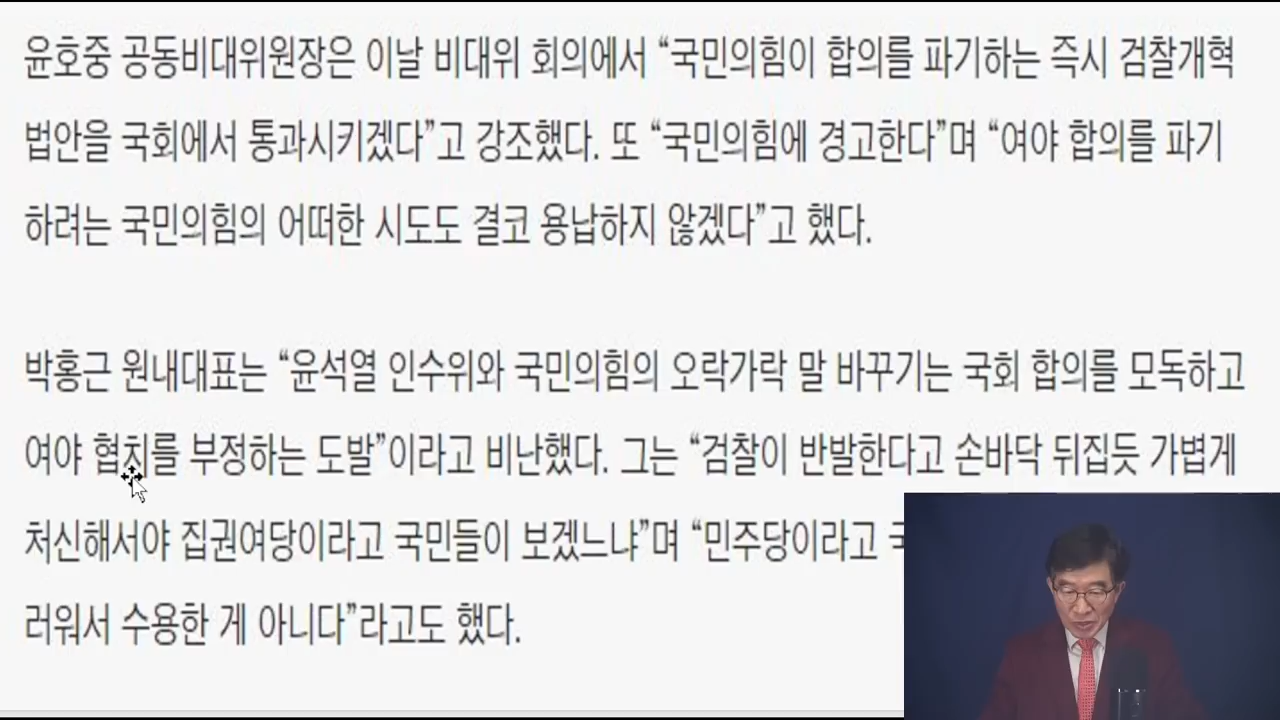 윤호중 공동비대위원장은 이날 비대위 회의에서 “국민의힘이 합의를 파기하는 즉시 검찰개혁
법안을 국회에서 통과시키겠다”고 강조했다. 또 “국민의힘에 경고한다”며 “여야 합의를 파기
하려는 국민의힘의 어떠한 시도도 결코 용납하지 않겠다”고 했다.
박홍근 원내대표는 “윤석열 인수위와 국민의힘의 오락가락 말 바꾸기는 국회 합의를 모독하고
여야 협치를 부정하는 도발”이라고 비난했다. 그는 “검찰이 반발한다고 손바닥 뒤집듯 가볍게
처신해서야 집권여당이라고 국민들이 보겠느냐”며 “민주당이라고
러워서 수용한 게 아니다”라고도 했다.